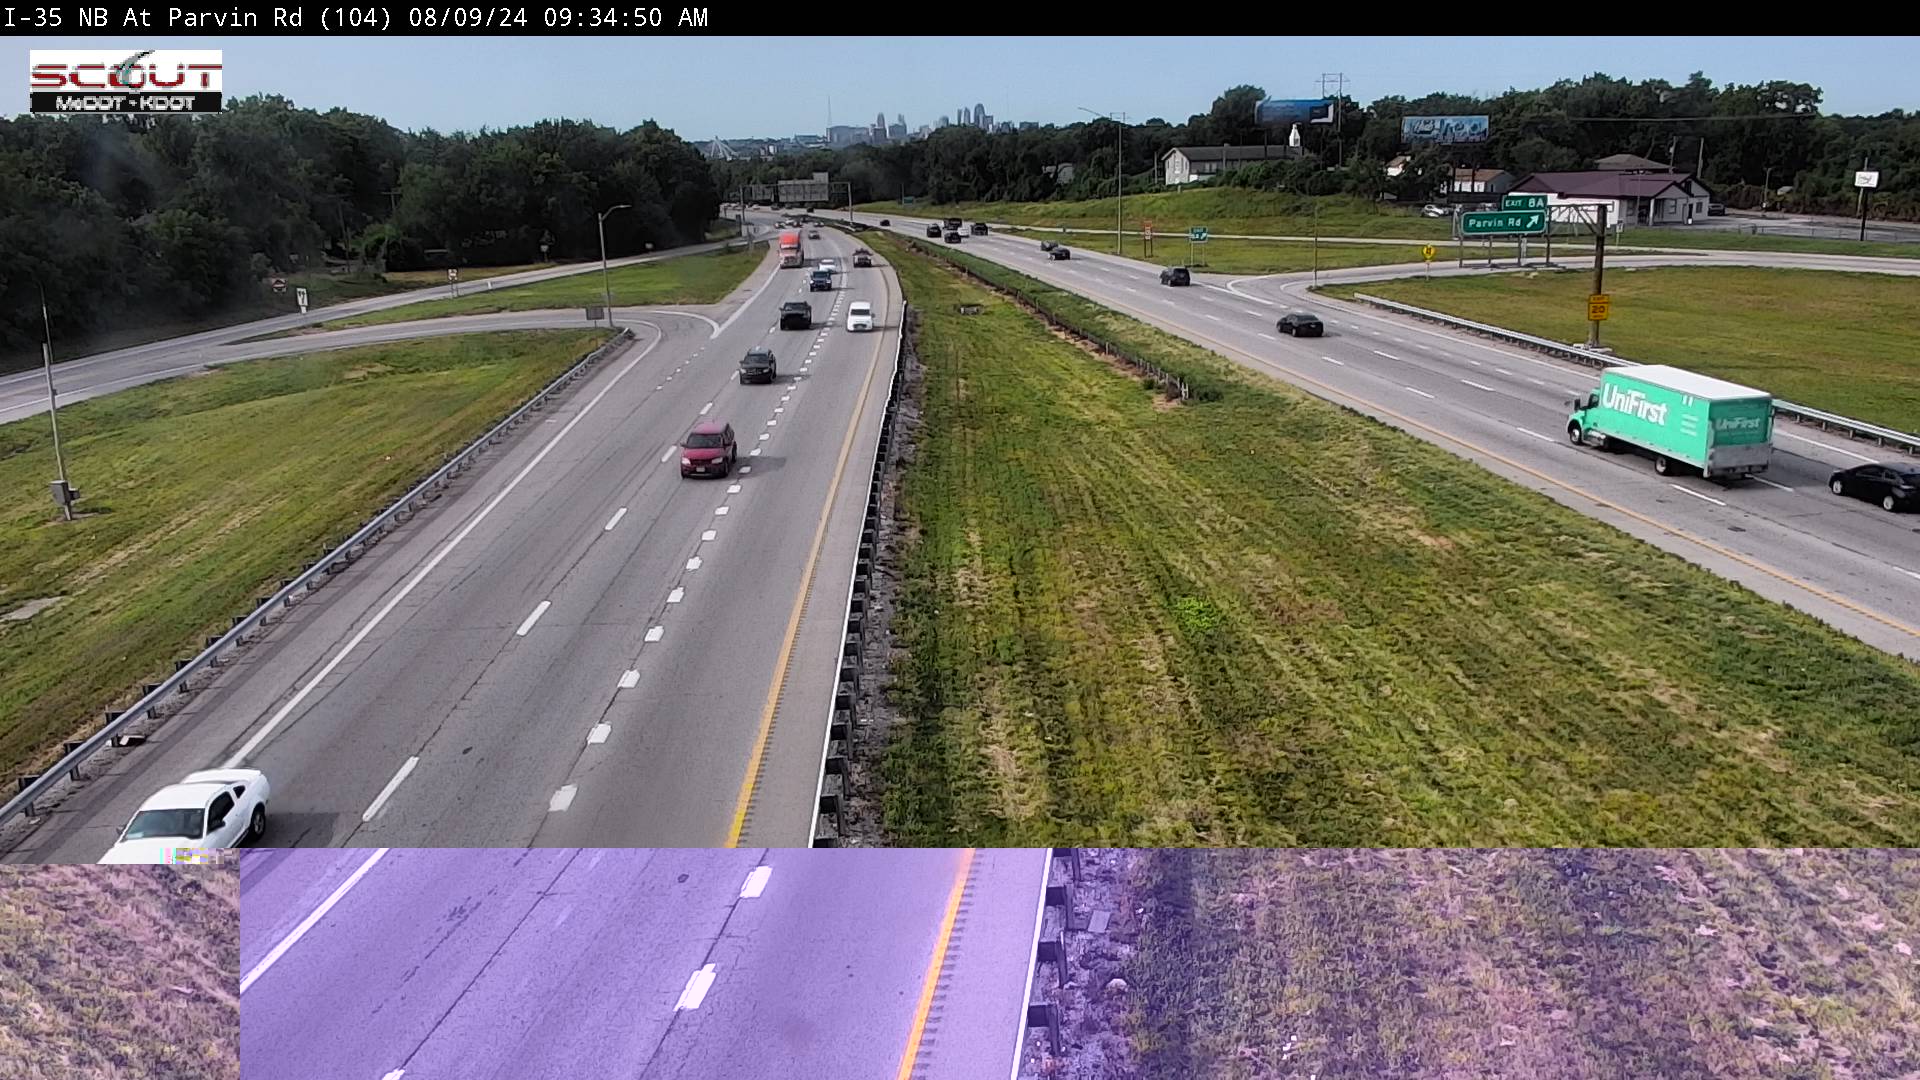 I-35 NB At Parvin Rd (104) 08/09/24 09:34:50 AM
SCOUT
MoDOT - KDOT
EXIT 8A
Parvin Rd
EXIT
20
UniFirst
UniFirst